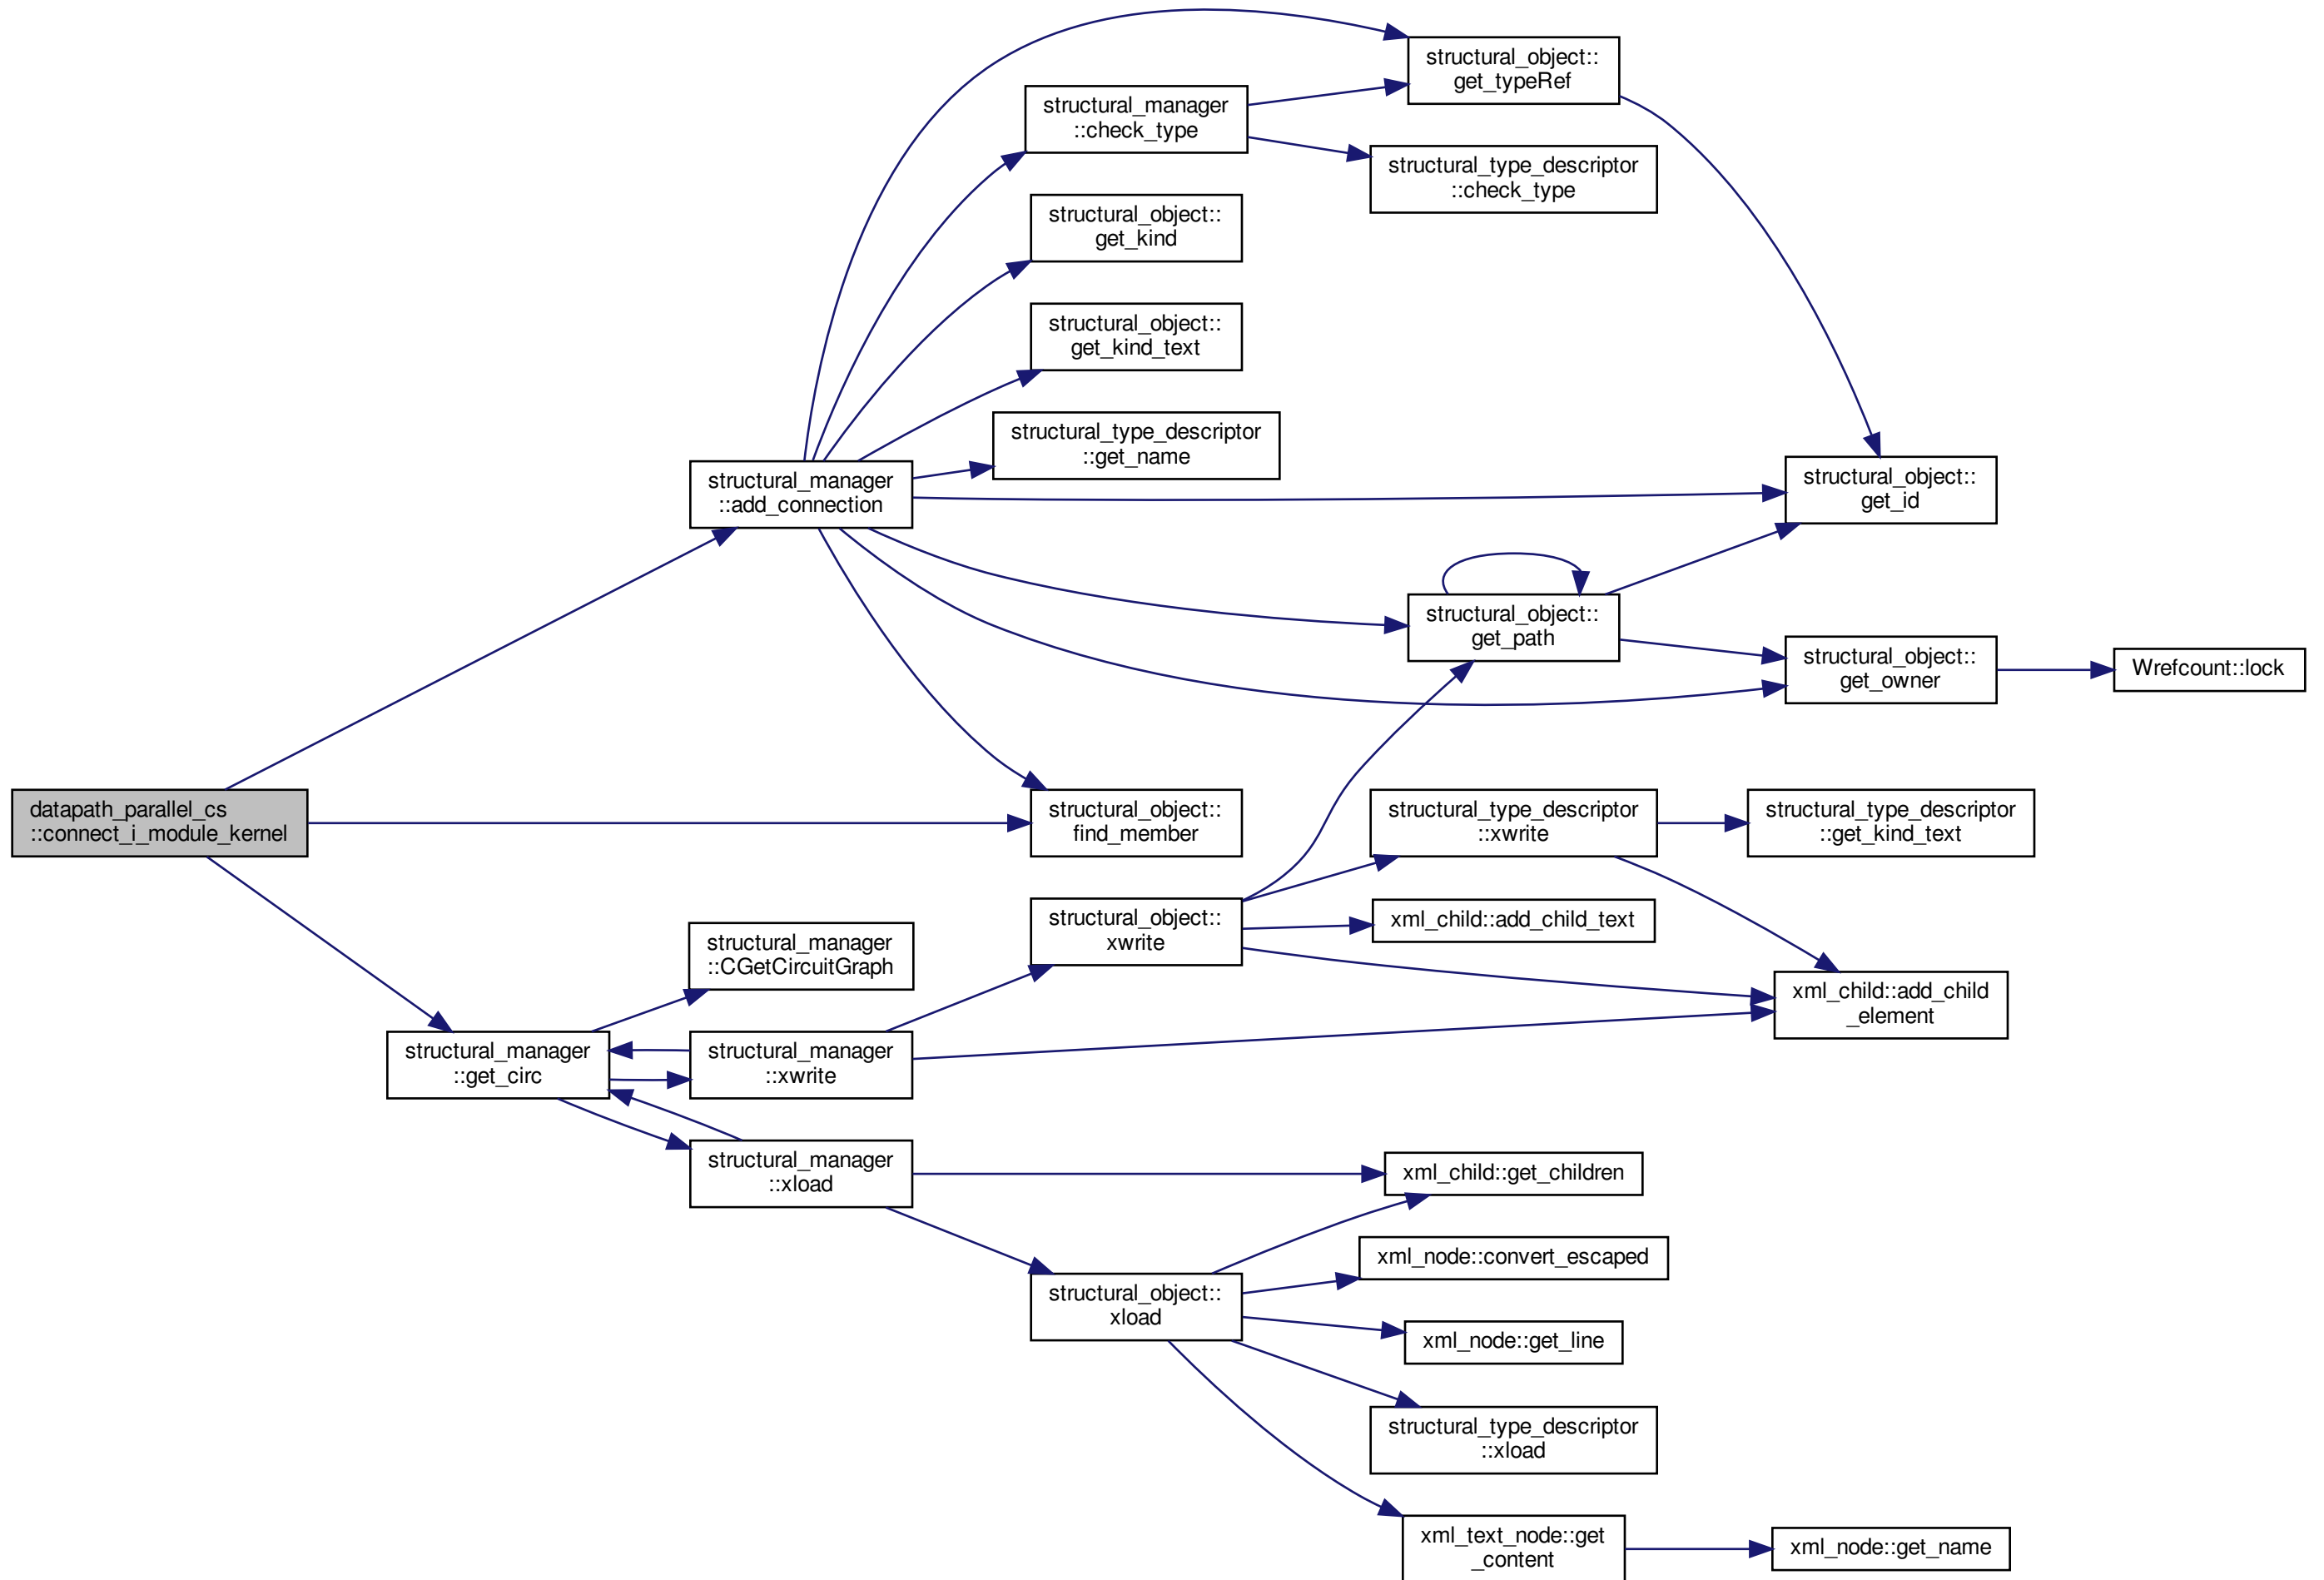 structural_object::
get_typeRef
structural_manager
::check_type
structural_type_descriptor
::check_type
structural_object::
get_kind
structural_object::
get_kind_text
structural_type_descriptor
::get_name
structural_manager
::add_connection
structural_object::
get_id
structural_object::
get_path
structural_object::
get_owner
Wrefcount::lock
datapath_parallel_cs
::connect_i_module_kernel
structural_object::
find_member
structural_type_descriptor
::xwrite
structural_type_descriptor
::get_kind_text
structural_object::
xwrite
xml_child::add_child_text
structural_manager
::CGetCircuitGraph
xml_child::add_child
_element
structural_manager
::get_circ
structural_manager
::xwrite
structural_manager
::xload
xml_child::get_children
xml_node::convert_escaped
structural_object::
xload
xml_node::get_line
structural_type_descriptor
::xload
xml_text_node::get
_content
xml_node::get_name